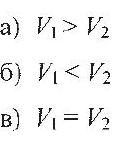 а) V₁ > V₂
б) V₁ < V₂
в) V₁ = V₂